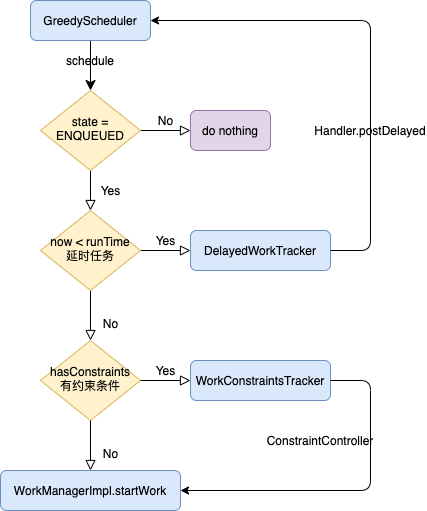 GreedyScheduler
schedule
state =
ENQUEUED
No
do nothing
Handler.postDelayed
Yes
now < runTime
延时任务
Yes
DelayedWorkTracker
No
hasConstraints
有约束条件
Yes
WorkConstraintsTracker
ConstraintController
No
WorkManagerImpl.startWork